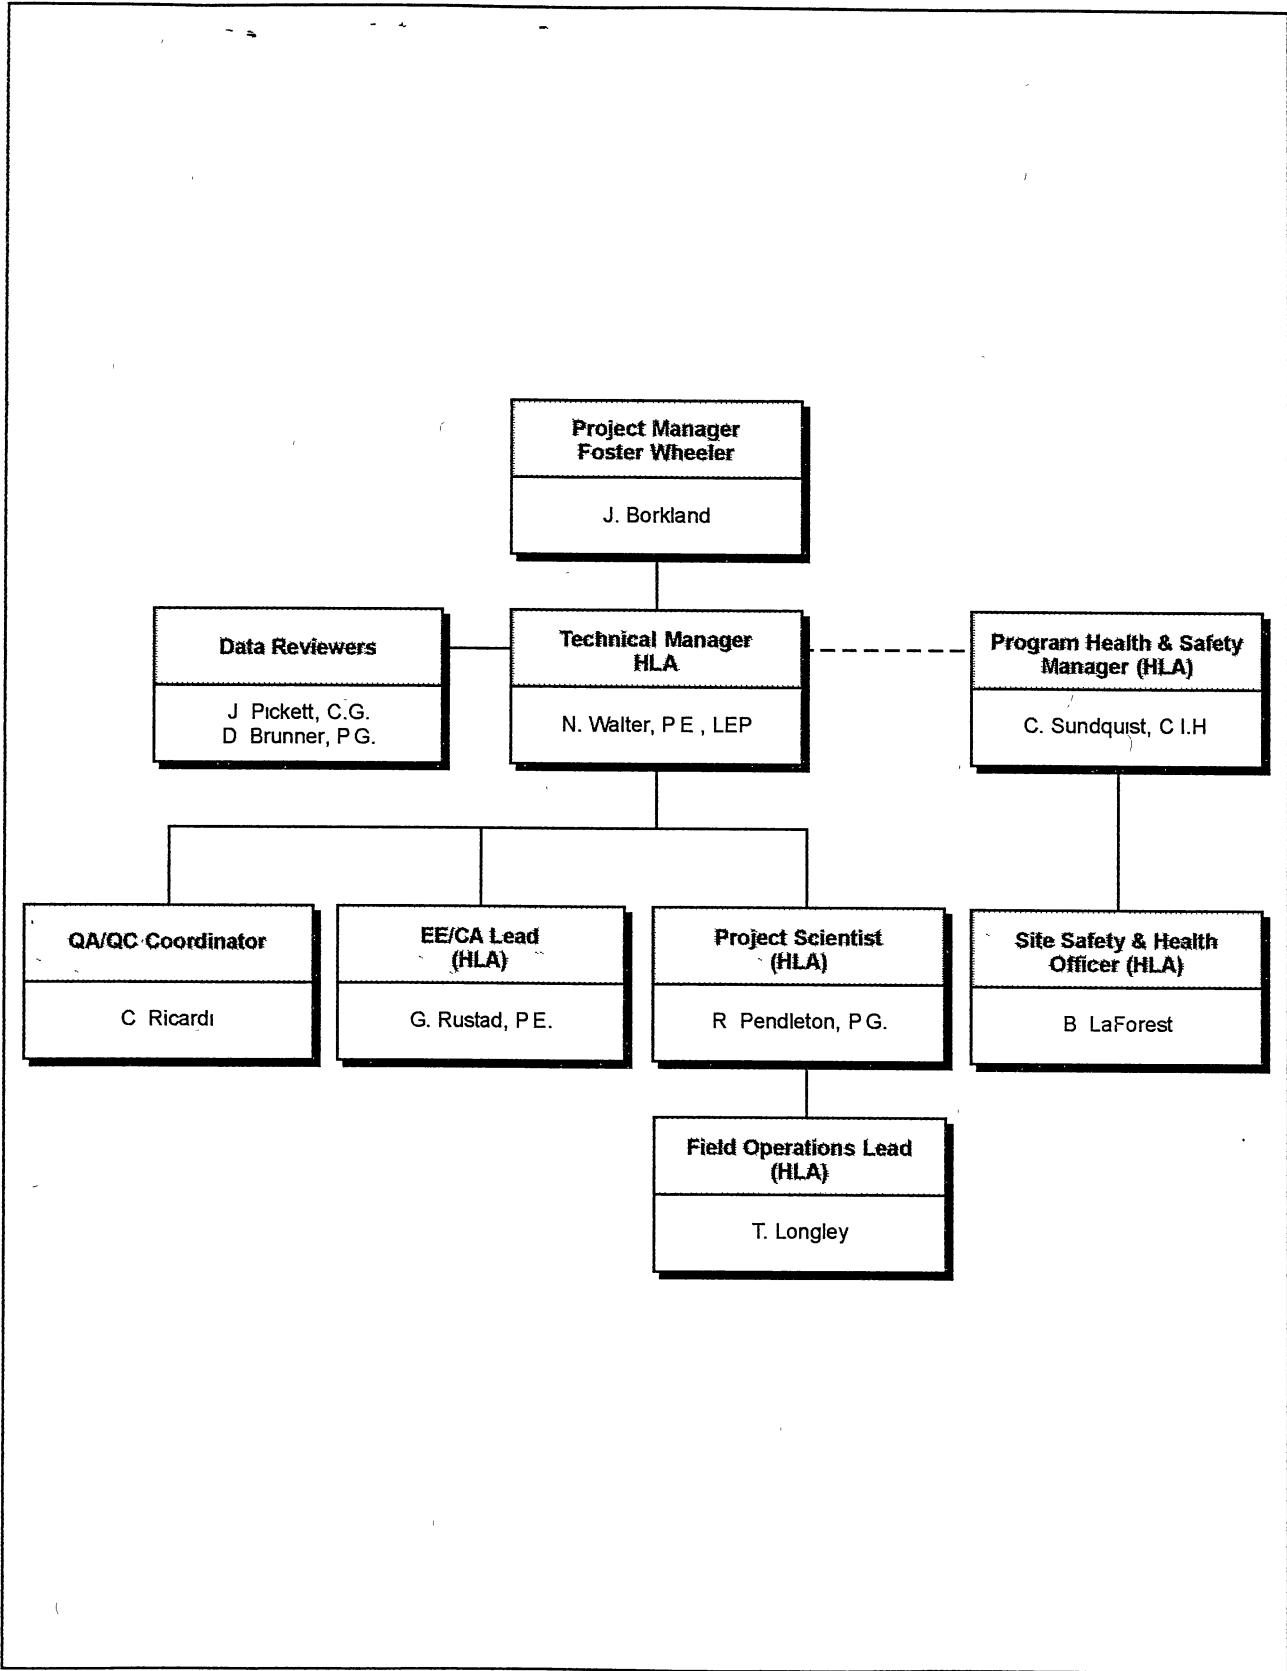 Project Manager
Foster Wheeler
J. Borkland
Data Reviewers
J Pickett, C.G.
D Brunner, P G.
Technical Manager
HLA
N. Walter, P E , LEP
Program Health & Safety
Manager (HLA)
C. Sundquist, C I.H
QA/QC Coordinator
C Ricardi
EE/CA Lead
(HLA)
G. Rustad, P E.
Project Scientist
(HLA)
R Pendleton, P G.
Site Safety & Health
Officer (HLA)
B LaForest
Field Operations Lead
(HLA)
T. Longley